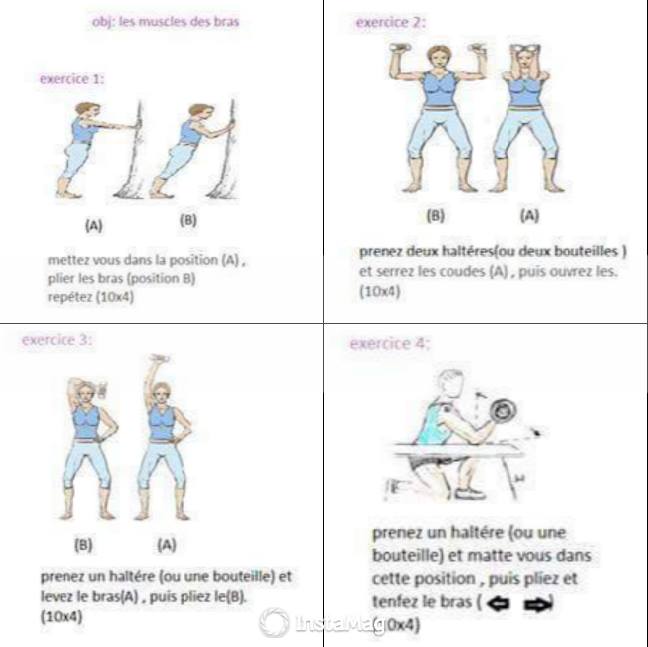 obj: les muscles des bras
exercice 1:
(A)
(B)
mettez vous dans la position (A) ,
plier les bras (position B)
repétez (10x4)
exercice 2:
(B)
(A)
prenez deux haltéres(ou deux bouteilles )
et serrez les coudes (A) , puis ouvrez les.
(10x4)
exercice 3:
(B)
(A)
prenez un haltére (ou une bouteille) et
levez le bras(A) , puis pliez le(B).
(10x4)
exercice 4:
prenez un haltére (ou une
bouteille) et matte vous dans
cette position , puis pliez et
tenfez le bras ( )
10x4)
InstaMag